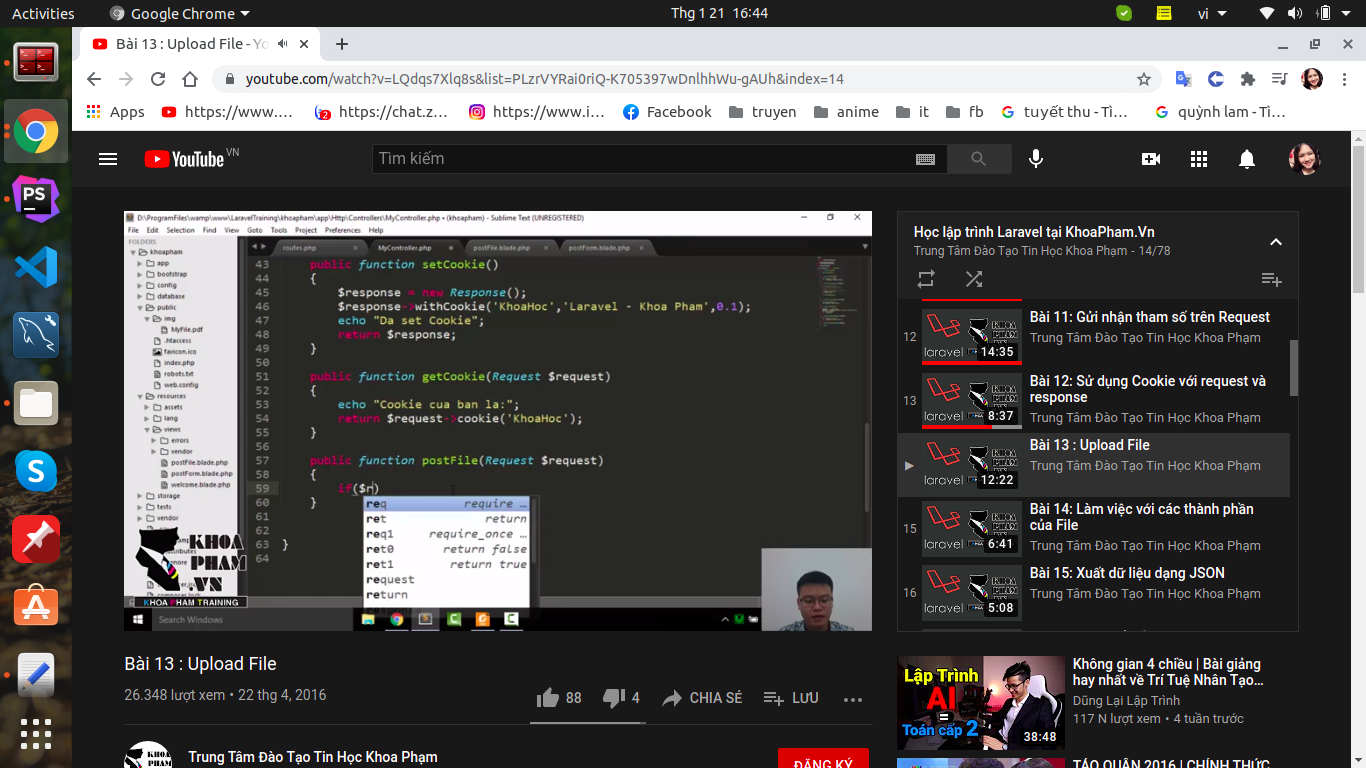 Activities
Google Chrome
Thg 1 21 16:44
vi
Bài 13 : Upload File - Yo
youtube.com/watch?v=LQdqs7Xlq8s&list=PLzrVYRai0riQ-K705397wDnlhhWu-gAUh&index=14
Apps
https://www....
https://chat.z...
https://www.i...
Facebook
truyen
anime
it
fb
tuyết thu - Tì...
quỳnh lam - Tì...
YouTube VN
Tìm kiếm
D:\ProgramFiles\wamp\www\LaravelTraining\khoapham\app\Http\Controllers\MyController.php • (khoapham) - Sublime Text (UNREGISTERED)
File Edit Selection Find View Goto Tools Project Preferences Help
FOLDERS
khoapham
app
bootstrap
config
database
public
img
MyFile.pdf
.htaccess
favicon.ico
index.php
robots.txt
web.config
resources
assets
lang
views
errors
vendor
postFile.blade.php
postForm.blade.php
welcome.blade.php
storage
tests
vendor
routes.php
MyController.php
postFile.blade.php
postForm.blade.php
43 public function setCookie()
44 {
45 $response = new Response();
46 $response->withCookie('KhoaHoc','Laravel - Khoa Pham',0.1);
47 echo "Da set Cookie";
48 return $response;
49 }
50
51 public function getCookie(Request $request)
52 {
53 echo "Cookie cua ban la:";
54 return $request->cookie('KhoaHoc');
55 }
56
57 public function postFile(Request $request)
58 {
59 if($r)
60 }
61
62
63 }
64
req require ...
ret return
req1 require_once ...
ret0 return false
ret1 return true
request
return
KHOA
PHAM
.VN
KHOA PHAM TRAINING
Search Windows
Bài 13 : Upload File
26.348 lượt xem • 22 thg 4, 2016
88
4
CHIA SẺ
LƯU
Trung Tâm Đào Tạo Tin Học Khoa Phạm
ĐĂNG KÝ
Học lập trình Laravel tại KhoaPham.Vn
Trung Tâm Đào Tạo Tin Học Khoa Phạm - 14/78
12
laravel
14:35
Bài 11: Gửi nhận tham số trên Request
Trung Tâm Đào Tạo Tin Học Khoa Phạm
13
laravel
8:37
Bài 12: Sử dụng Cookie với request và
response
Trung Tâm Đào Tạo Tin Học Khoa Phạm
laravel
12:22
Bài 13 : Upload File
Trung Tâm Đào Tạo Tin Học Khoa Phạm
15
laravel
6:41
Bài 14: Làm việc với các thành phần
của File
Trung Tâm Đào Tạo Tin Học Khoa Phạm
16
laravel
5:08
Bài 15: Xuất dữ liệu dạng JSON
Trung Tâm Đào Tạo Tin Học Khoa Phạm
Lập Trình
AI
=
Toán cấp 2
38:48
Không gian 4 chiều | Bài giảng
hay nhất về Trí Tuệ Nhân Tạo...
Dũng Lại Lập Trình
117 N lượt xem • 4 tuần trước
TÁO QUÂN 2016 | CHÍNH THỨC